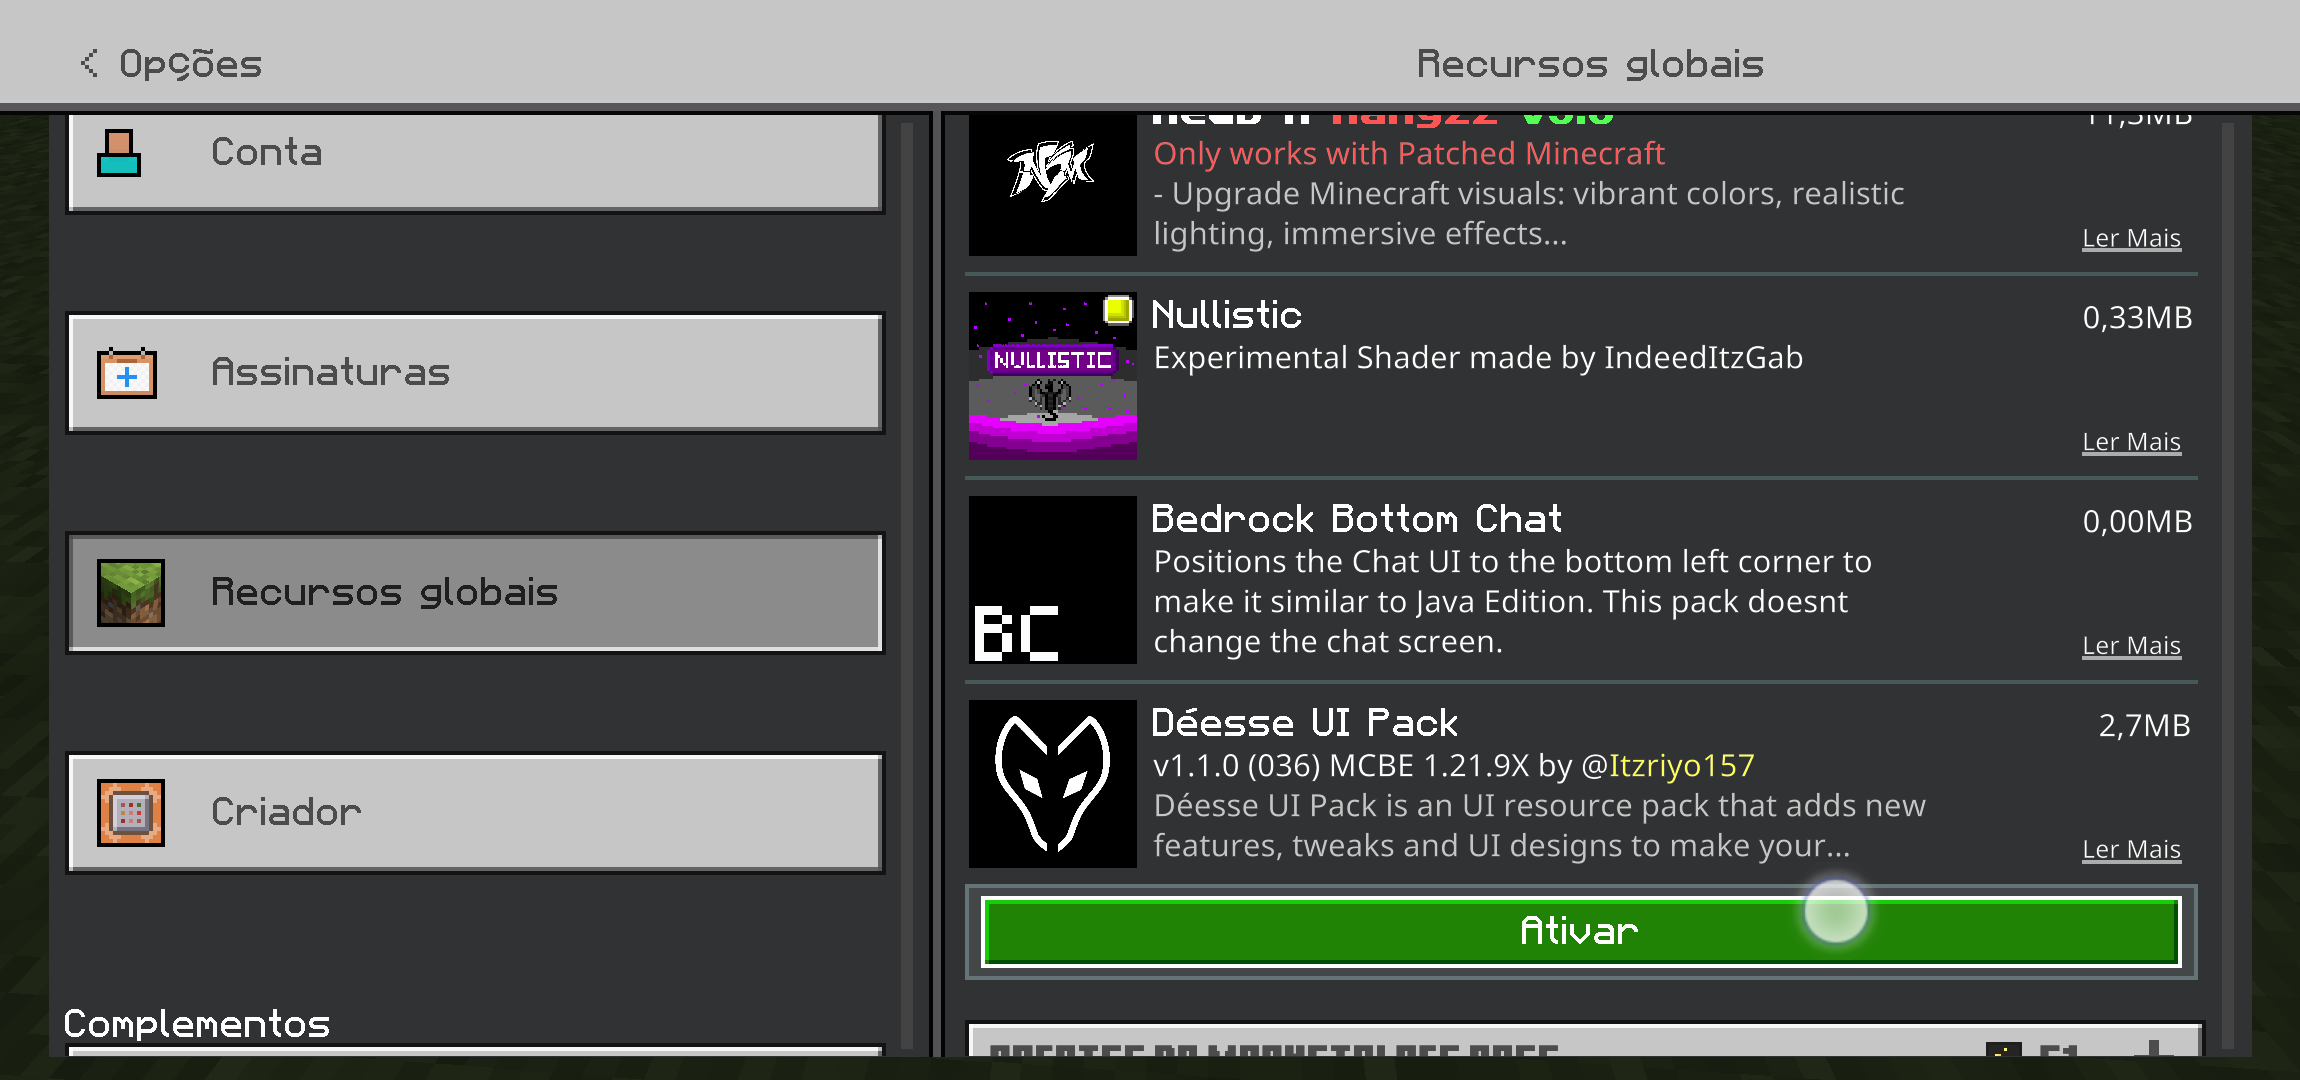 Opções
Recursos globais
Conta
Assinaturas
Recursos globais
Criador
Complementos
11,5MB
Only works with Patched Minecraft
- Upgrade Minecraft visuals: vibrant colors, realistic
lighting, immersive effects...
Ler Mais
NULLISTIC
Nullistic
0,33MB
Experimental Shader made by IndeedItzGab
Ler Mais
BC
Bedrock Bottom Chat
0,00MB
Positions the Chat UI to the bottom left corner to
make it similar to Java Edition. This pack doesnt
change the chat screen.
Ler Mais
Déesse UI Pack
2,7MB
v1.1.0 (036) MCBE 1.21.9X by @Itzriyo157
Déesse UI Pack is an UI resource pack that adds new
features, tweaks and UI designs to make your...
Ler Mais
Ativar